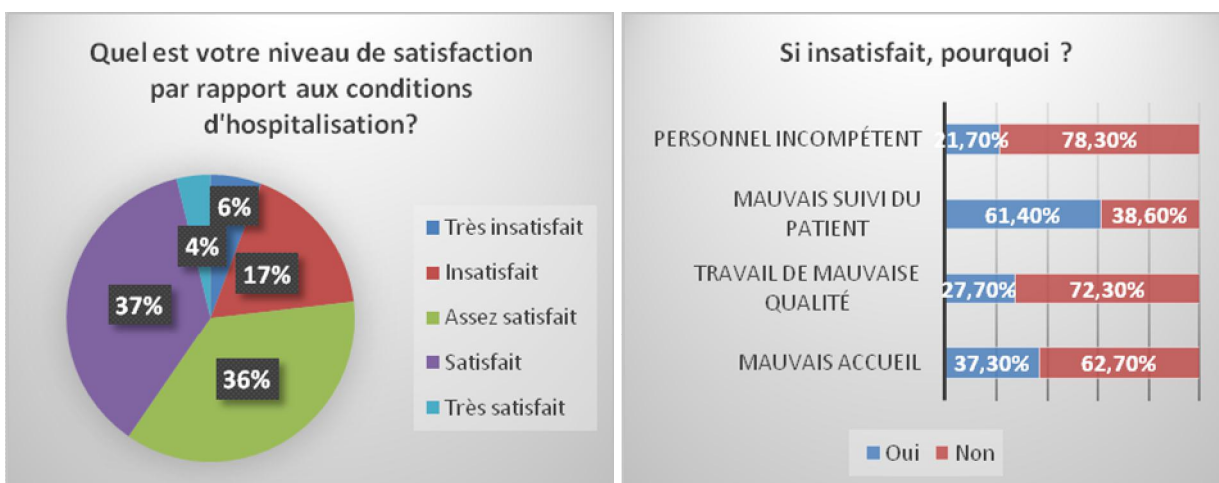 Quel est votre niveau de satisfaction
par rapport aux conditions
d'hospitalisation?
6%
4%
17%
37%
36%
Très insatisfait
Insatisfait
Assez satisfait
Satisfait
Très satisfait
Si insatisfait, pourquoi ?
PERSONNEL INCOMPÉTENT
21,70% 78,30%
MAUVAIS SUIVI DU
PATIENT
61,40% 38,60%
TRAVAIL DE MAUVAISE
QUALITÉ
27,70% 72,30%
MAUVAIS ACCUEIL
37,30% 62,70%
Oui Non